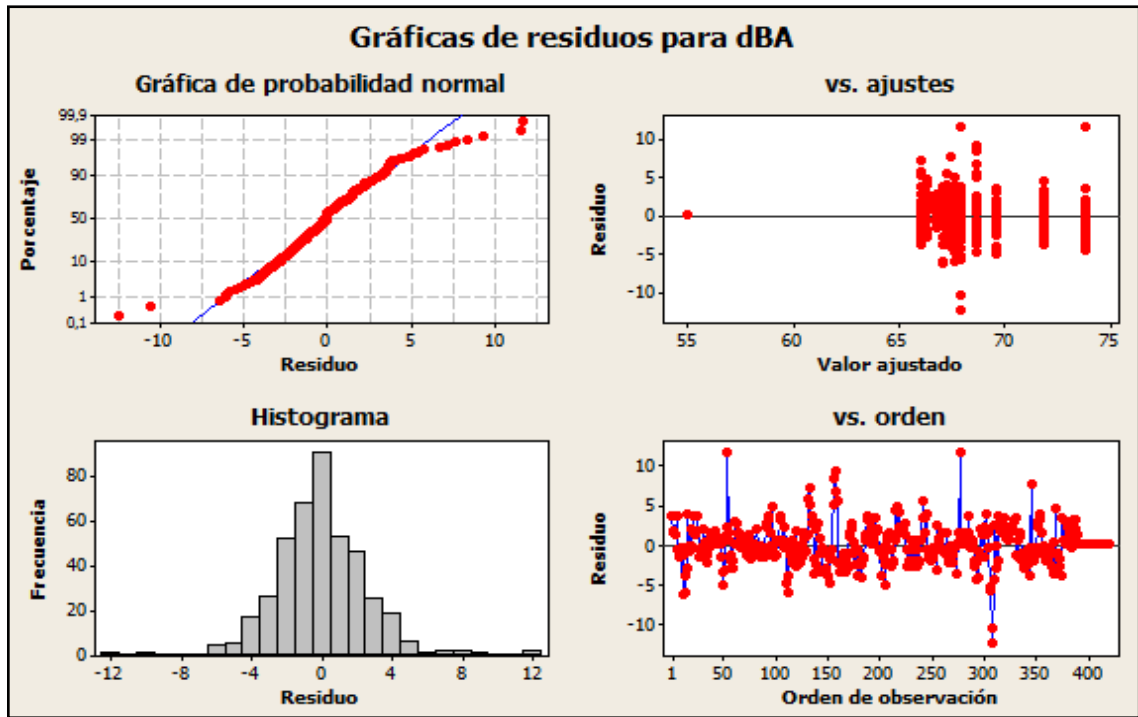 Gráficas de residuos para dBA
Gráfica de probabilidad normal
99,9
99
90
50
10
1
0,1
Porcentaje
-10 -5 0 5 10
Residuo
vs. ajustes
10
5
0
-5
-10
Residuo
55 60 65 70 75
Valor ajustado
Histograma
80
60
40
20
0
Frecuencia
-12 -8 -4 0 4 8 12
Residuo
vs. orden
10
5
0
-5
-10
Residuo
1 50 100 150 200 250 300 350 400
Orden de observación